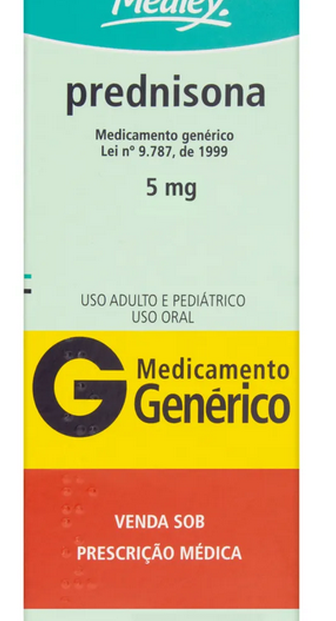 Medley.
prednisona
Medicamento genérico
Lei nº 9.787, de 1999
5 mg
USO ADULTO E PEDIÁTRICO
USO ORAL
G Medicamento
Genérico
VENDA SOB
PRESCRIÇÃO MÉDICA